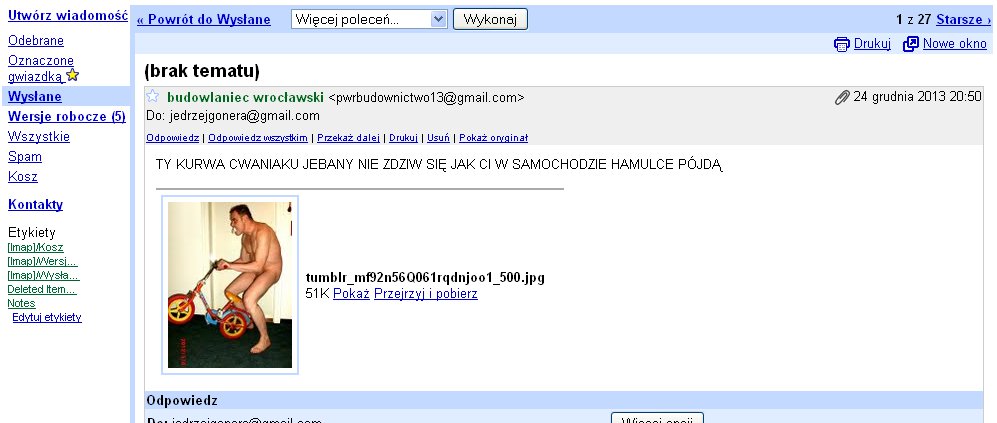 Utwórz wiadomość
« Powrót do Wysłane Więcej poleceń... Wykonaj 1 z 27 Starsze ›
Odebrane
Drukuj Nowe okno
Oznaczone
gwiazdką
(brak tematu)
Wysłane
budowlaniec wrocławski <pwrbudownictwo13@gmail.com> 24 grudnia 2013 20:50
Wersje robocze (5)
Do: jedrzejgonera@gmail.com
Wszystkie
Odpowiedz | Odpowiedz wszystkim | Przekaż dalej | Drukuj | Usuń | Pokaż oryginał
Spam
TY KURWA CWANIAKU JEBANY NIE ZDZIW SIĘ JAK CI W SAMOCHODZIE HAMULCE PÓJDĄ
Kosz
Kontakty
Etykiety
[Imap]/Kosz
[Imap]/Wersj...
[Imap]/Wysła...
Deleted Item...
Notes
Edytuj etykiety
tumblr_mf92n56Q061rqdnjoo1_500.jpg
51K Pokaż Przejrzyj i pobierz
Odpowiedz
Do: jedrzejgonera@gmail.com Więcej opcji